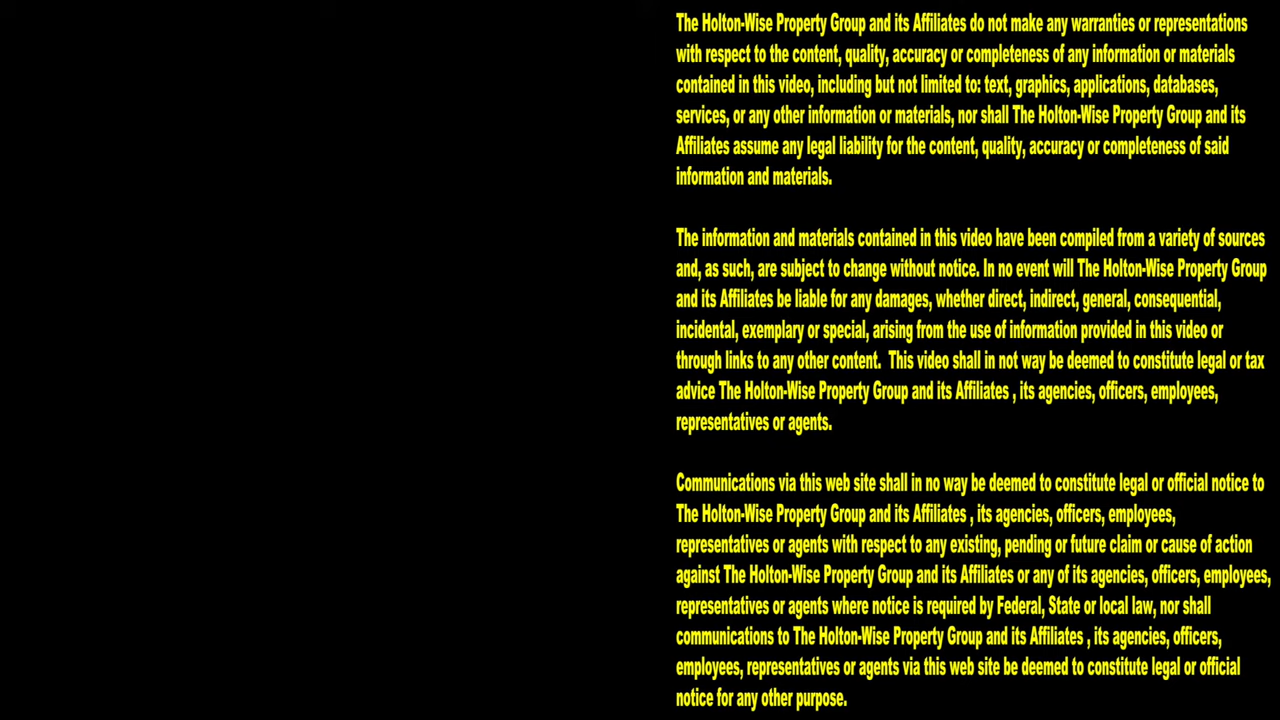 The Holton-Wise Property Group and its Affiliates do not make any warranties or representations
with respect to the content, quality, accuracy or completeness of any information or materials
contained in this video, including but not limited to: text, graphics, applications, databases,
services, or any other information or materials, nor shall The Holton-Wise Property Group and its
Affiliates assume any legal liability for the content, quality, accuracy or completeness of said
information and materials.
The information and materials contained in this video have been compiled from a variety of sources
and, as such, are subject to change without notice. In no event will The Holton-Wise Property Group
and its Affiliates be liable for any damages, whether direct, indirect, general, consequential,
incidental, exemplary or special, arising from the use of information provided in this video or
through links to any other content.  This video shall in not way be deemed to constitute legal or tax
advice The Holton-Wise Property Group and its Affiliates , its agencies, officers, employees,
representatives or agents.
Communications via this web site shall in no way be deemed to constitute legal or official notice to
The Holton-Wise Property Group and its Affiliates , its agencies, officers, employees,
representatives or agents with respect to any existing, pending or future claim or cause of action
against The Holton-Wise Property Group and its Affiliates or any of its agencies, officers, employees,
representatives or agents where notice is required by Federal, State or local law, nor shall
communications to The Holton-Wise Property Group and its Affiliates , its agencies, officers,
employees, representatives or agents via this web site be deemed to constitute legal or official
notice for any other purpose.